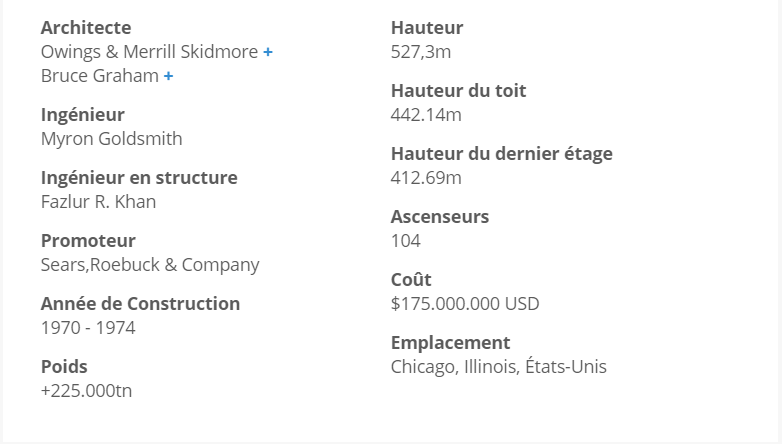 Architecte
Owings & Merrill Skidmore +
Bruce Graham +
Ingénieur
Myron Goldsmith
Ingénieur en structure
Fazlur R. Khan
Promoteur
Sears,Roebuck & Company
Année de Construction
1970 - 1974
Poids
+225.000tn
Hauteur
527,3m
Hauteur du toit
442.14m
Hauteur du dernier étage
412.69m
Ascenseurs
104
Coût
$175.000.000 USD
Emplacement
Chicago, Illinois, États-Unis